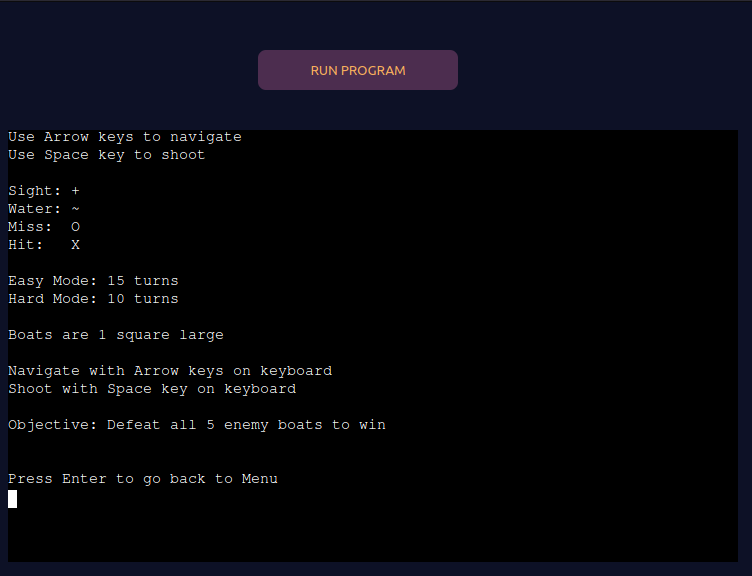 RUN PROGRAM
Use Arrow keys to navigate
Use Space key to shoot
Sight: +
Water: ~
Miss:  O
Hit:   X
Easy Mode: 15 turns
Hard Mode: 10 turns
Boats are 1 square large
Navigate with Arrow keys on keyboard
Shoot with Space key on keyboard
Objective: Defeat all 5 enemy boats to win
Press Enter to go back to Menu